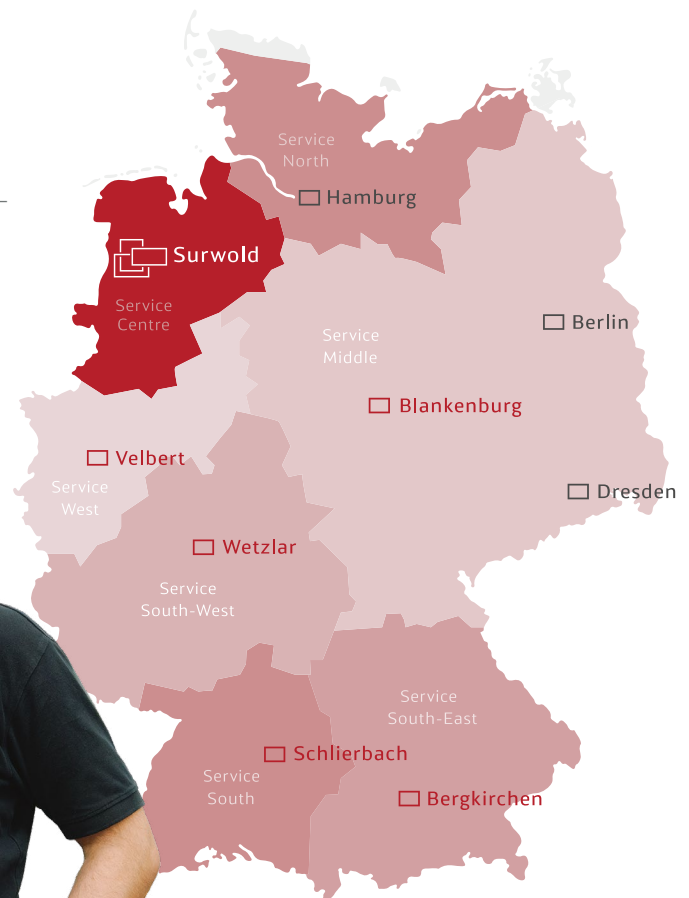 Service
North
Hamburg
Surwold
Service
Centre
Berlin
Service
Middle
Blankenburg
Velbert
Service
West
Dresden
Wetzlar
Service
South-West
Service
South-East
Schlierbach
Service
South
Bergkirchen